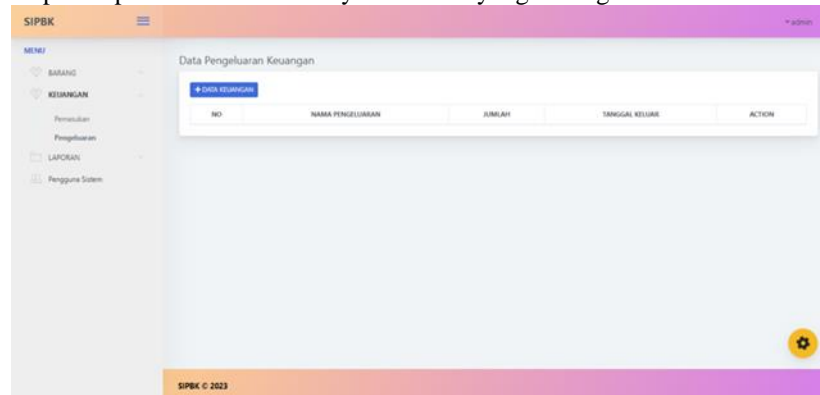 SIPBK
admin
MENU
BARANG
KEUANGAN
Pemasukan
Pengeluaran
LAPORAN
Pengguna Sistem
Data Pengeluaran Keuangan
+ DATA KEUANGAN
NO NAMA PENGELUARAN JUMLAH TANGGAL KELUAR ACTION
SIPBK © 2023